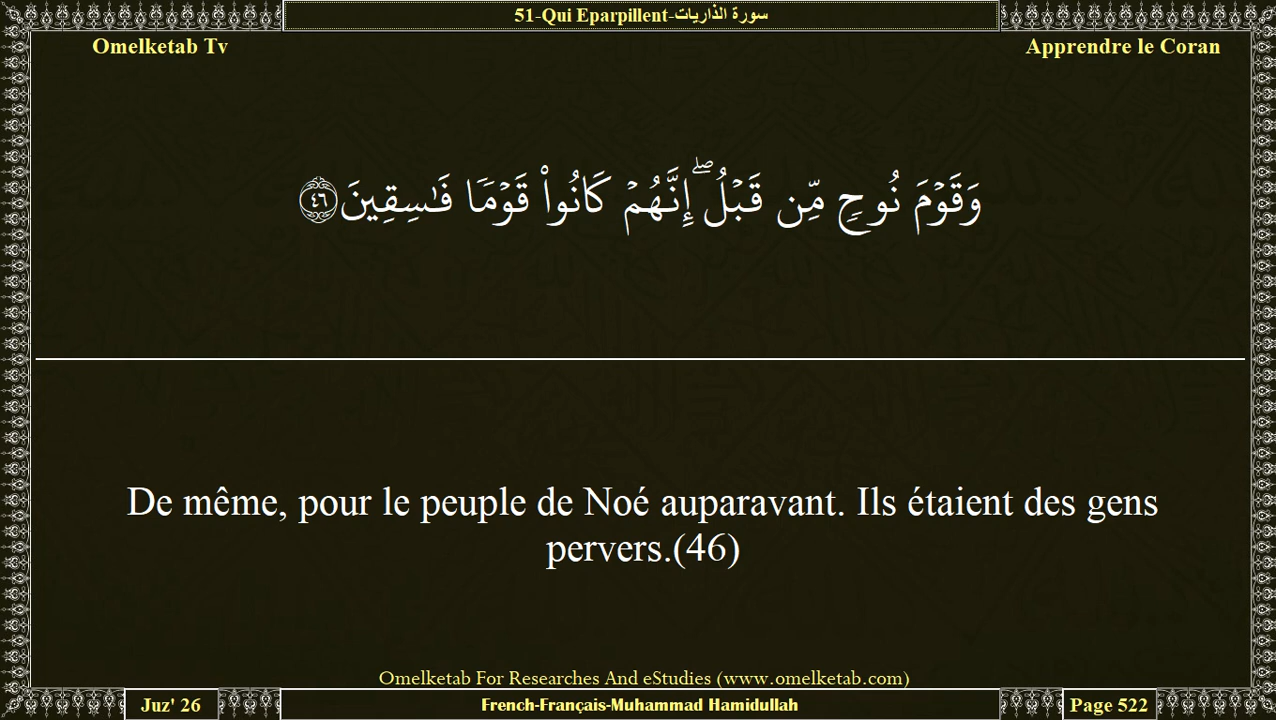 51-Qui Eparpillent-سورة الذاريات
Omelketab Tv
Apprendre le Coran
وَقَوْمَ نُوحٍ مِّن قَبْلُ ۖ إِنَّهُمْ كَانُوا۟ قَوْمًا فَـٰسِقِينَ ٤٦
De même, pour le peuple de Noé auparavant. Ils étaient des gens
pervers.(46)
Omelketab For Researches And eStudies (www.omelketab.com)
Juz' 26
French-Français-Muhammad Hamidullah
Page 522